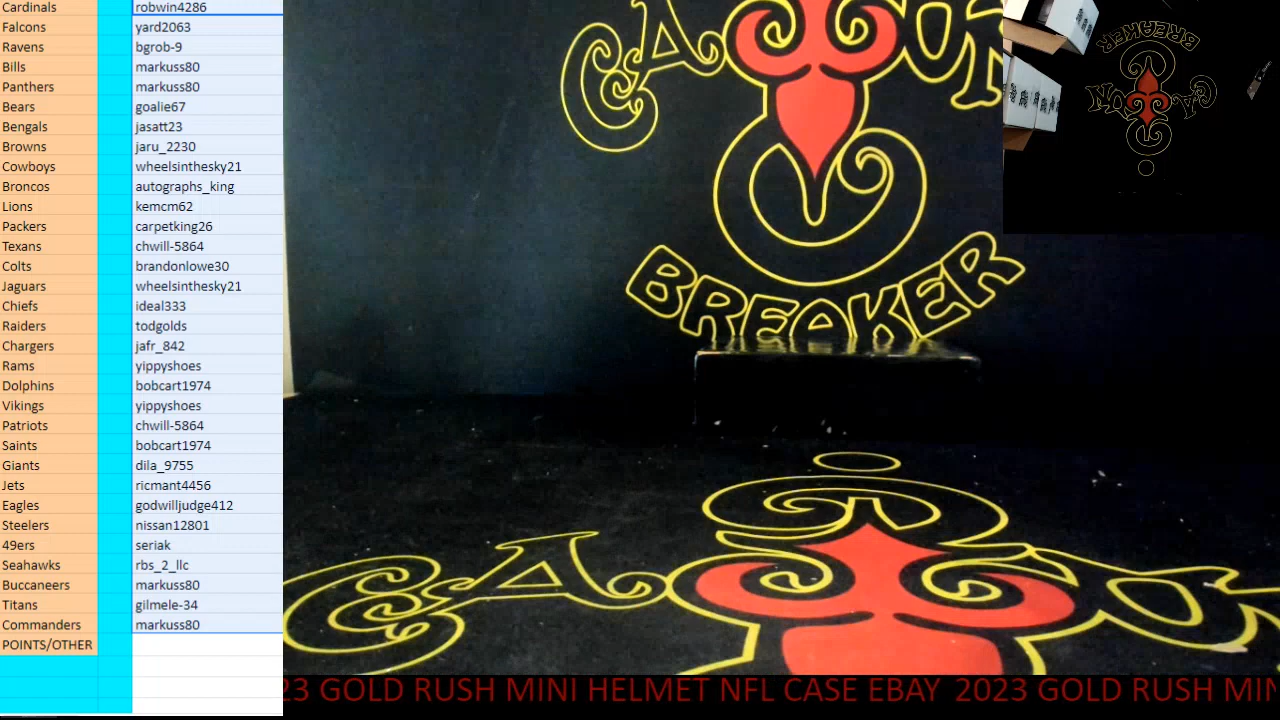 Cardinals robwin4286
Falcons yard2063
Ravens bgrob-9
Bills markuss80
Panthers markuss80
Bears goalie67
Bengals jasatt23
Browns jaru_2230
Cowboys wheelsinthesky21
Broncos autographs_king
Lions kemcm62
Packers carpetking26
Texans chwill-5864
Colts brandonlowe30
Jaguars wheelsinthesky21
Chiefs ideal333
Raiders todgolds
Chargers jafr_842
Rams yippyshoes
Dolphins bobcart1974
Vikings yippyshoes
Patriots chwill-5864
Saints bobcart1974
Giants dila_9755
Jets ricmant4456
Eagles godwilljudge412
Steelers nissan12801
49ers seriak
Seahawks rbs_2_llc
Buccaneers markuss80
Titans gilmele-34
Commanders markuss80
POINTS/OTHER
BREAKER
BREAKER
23 GOLD RUSH MINI HELMET NFL CASE EBAY 2023 GOLD RUSH MIN